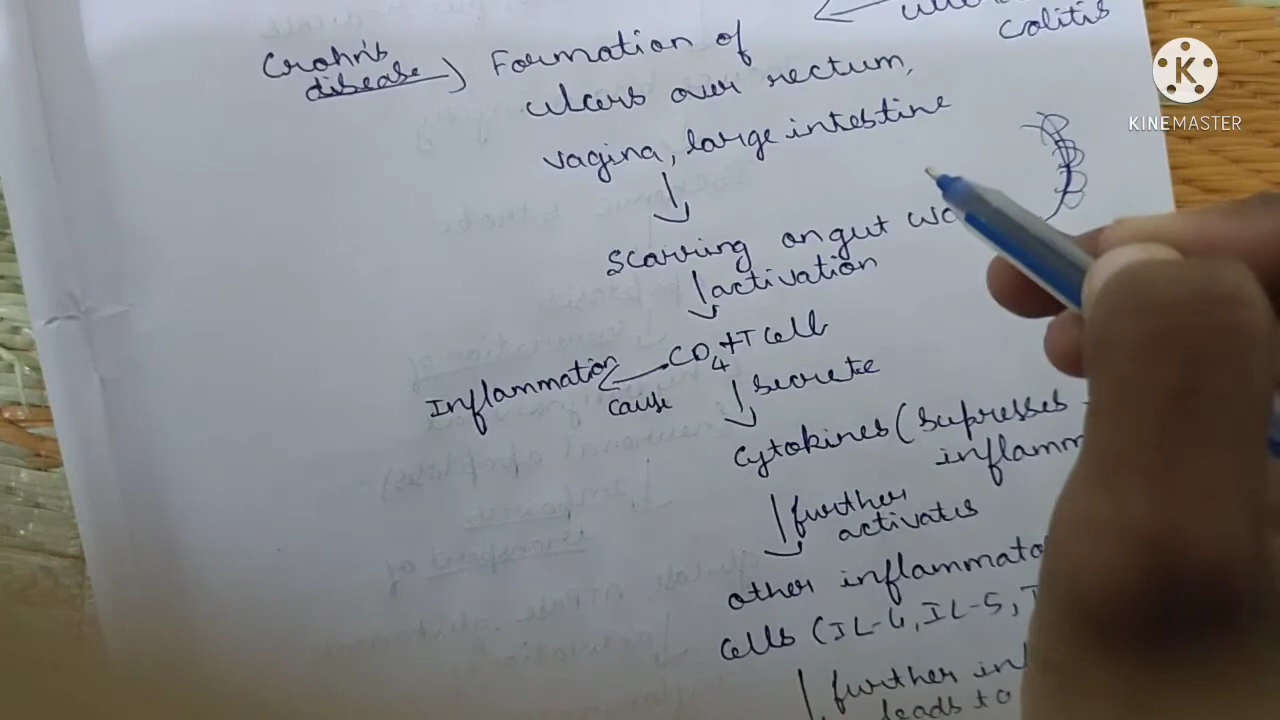 colitis
Crohn's
disease
Formation of
ulcers over rectum,
vagina, large intestine
scarring on gut
activation
CD4+T cell
Inflammation
cause
secrete
cytokines (supresses
inflamm
further
activates
other inflammato
cells (IL-4, IL-5,
further in
leads to
K
KINEMASTER